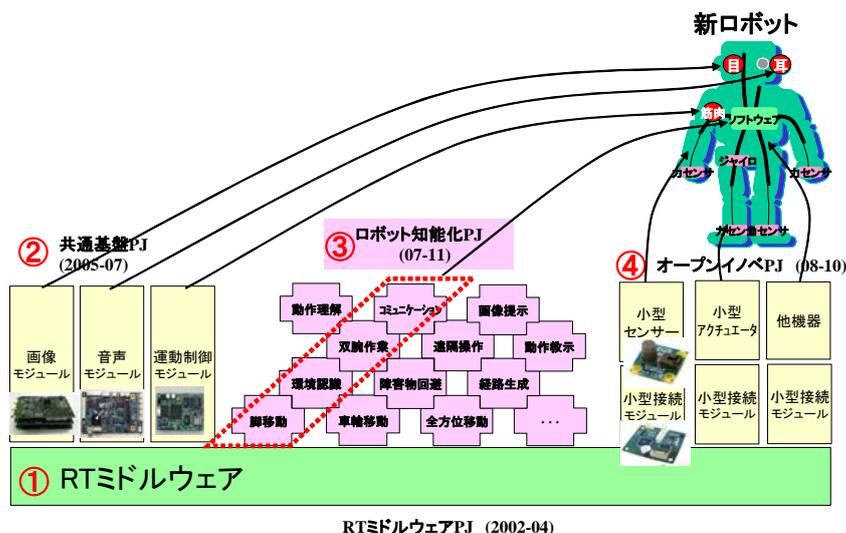 新ロボット
目
耳
筋肉
ソフトウェア
ジャイロ
力センサ
力センサ
力センサ
力センサ
② 共通基盤PJ
(2005-07)
③ ロボット知能化PJ
(07-11)
④ オープンイノベPJ (08-10)
画像
モジュール
音声
モジュール
運動制御
モジュール
動作理解
コミュニケーション
画像提示
双腕作業
遠隔操作
動作教示
環境認識
障害物回避
経路生成
脚移動
車輪移動
全方位移動
・・・
小型
センサー
小型
アクチュエータ
他機器
小型接続
モジュール
小型接続
モジュール
小型接続
モジュール
① RTミドルウェア
RTミドルウェアPJ (2002-04)